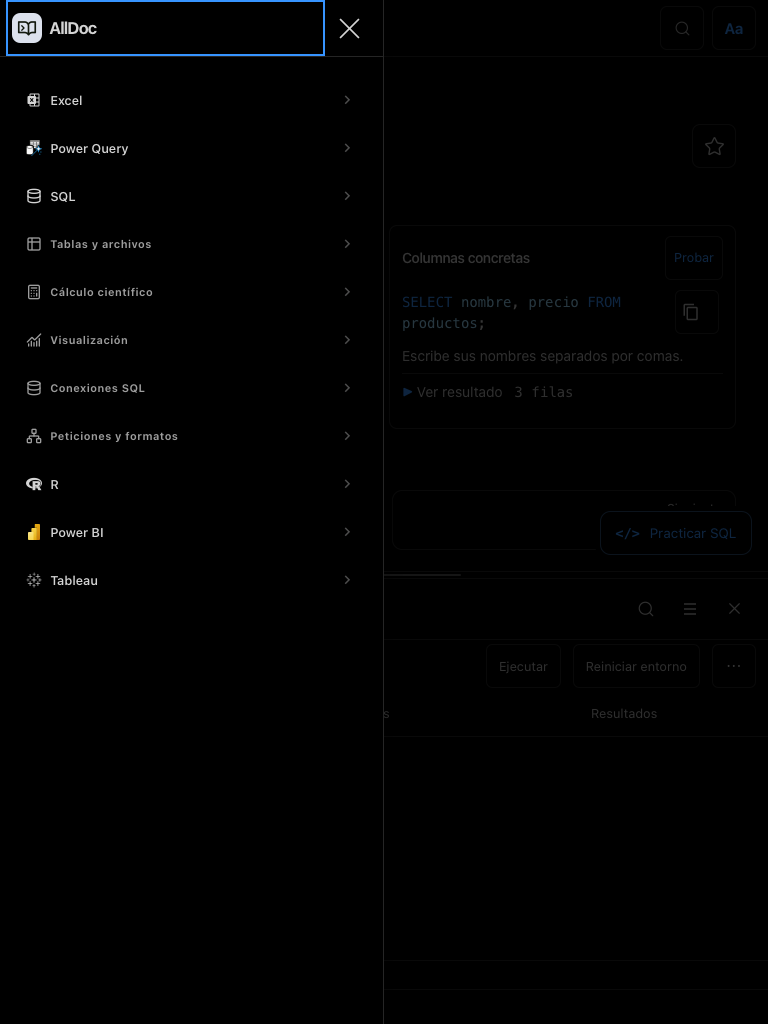 AllDoc
Aa
Excel
Power Query
SQL
Tablas y archivos
Cálculo científico
Visualización
Conexiones SQL
Peticiones y formatos
R
Power BI
Tableau
Columnas concretas
Probar
SELECT nombre, precio FROM
productos;
Escribe sus nombres separados por comas.
Ver resultado 3 filas
</> Practicar SQL
Ejecutar
Reiniciar entorno
...
s
Resultados